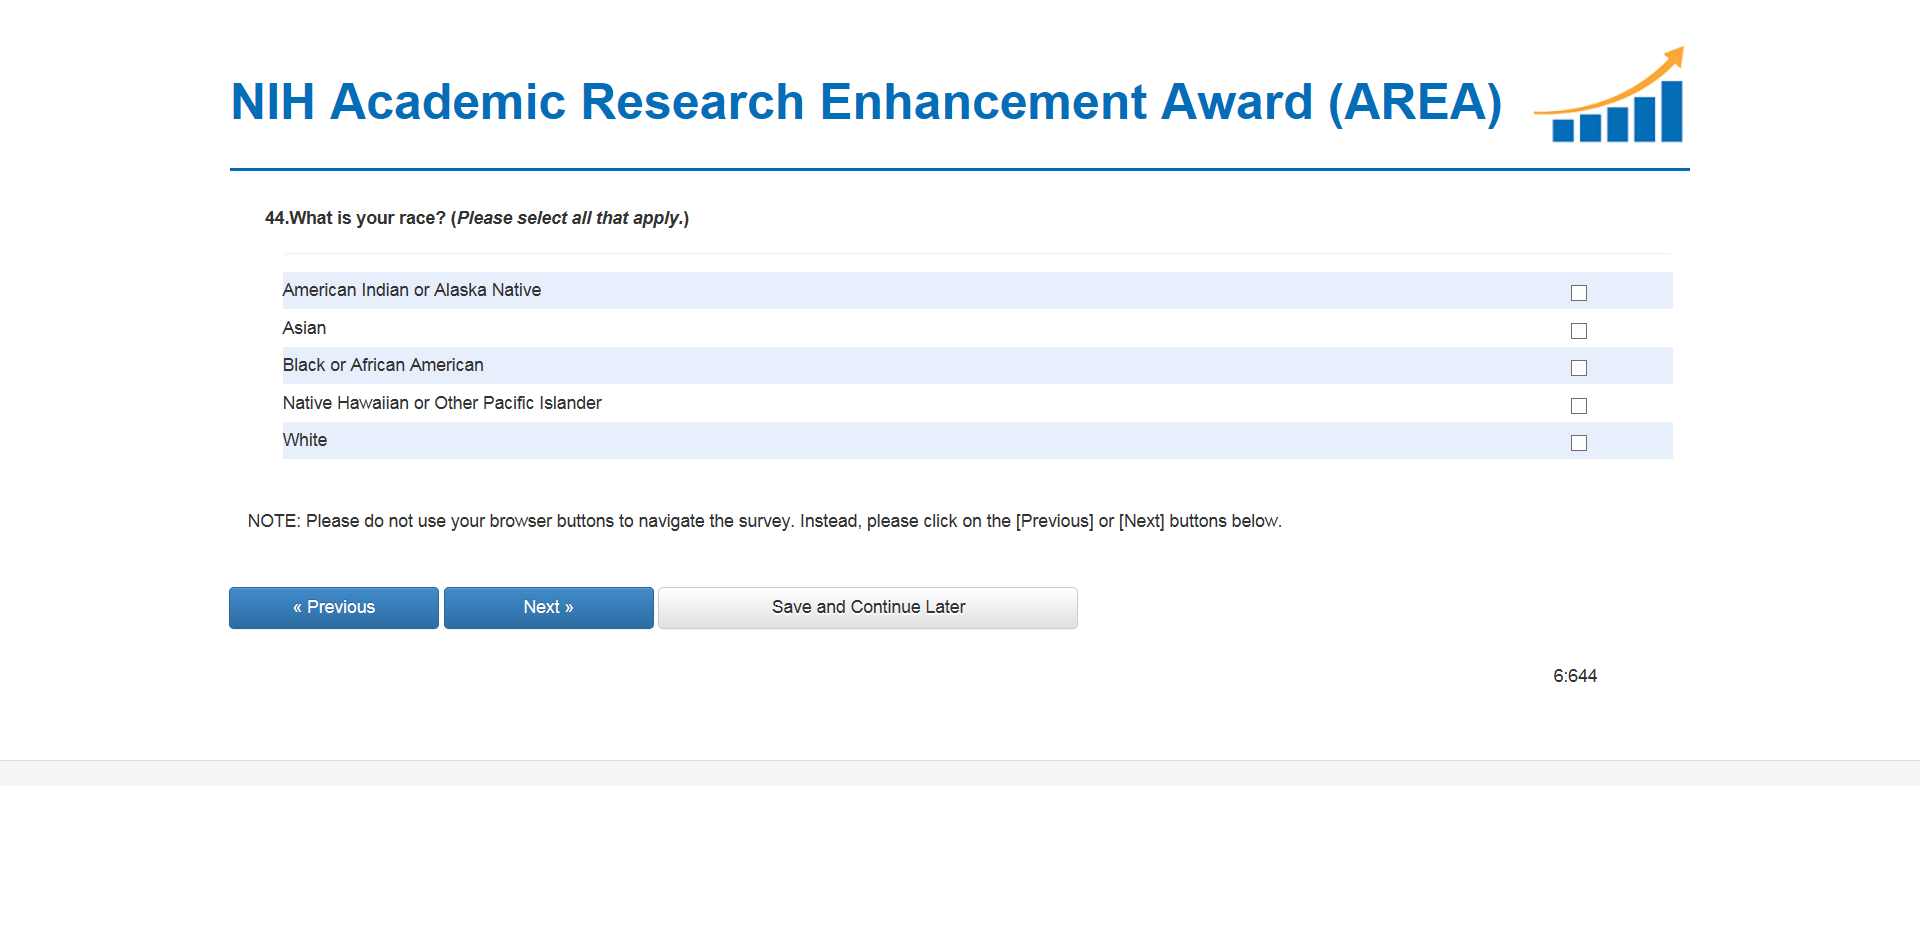 NIH Academic Research Enhancement Award (AREA)
44.What is your race? (Please select all that apply.)
American Indian or Alaska Native
Asian
Black or African American
Native Hawaiian or Other Pacific Islander
White
NOTE: Please do not use your browser buttons to navigate the survey. Instead, please click on the [Previous] or [Next] buttons below.
« Previous Next » Save and Continue Later
6:644